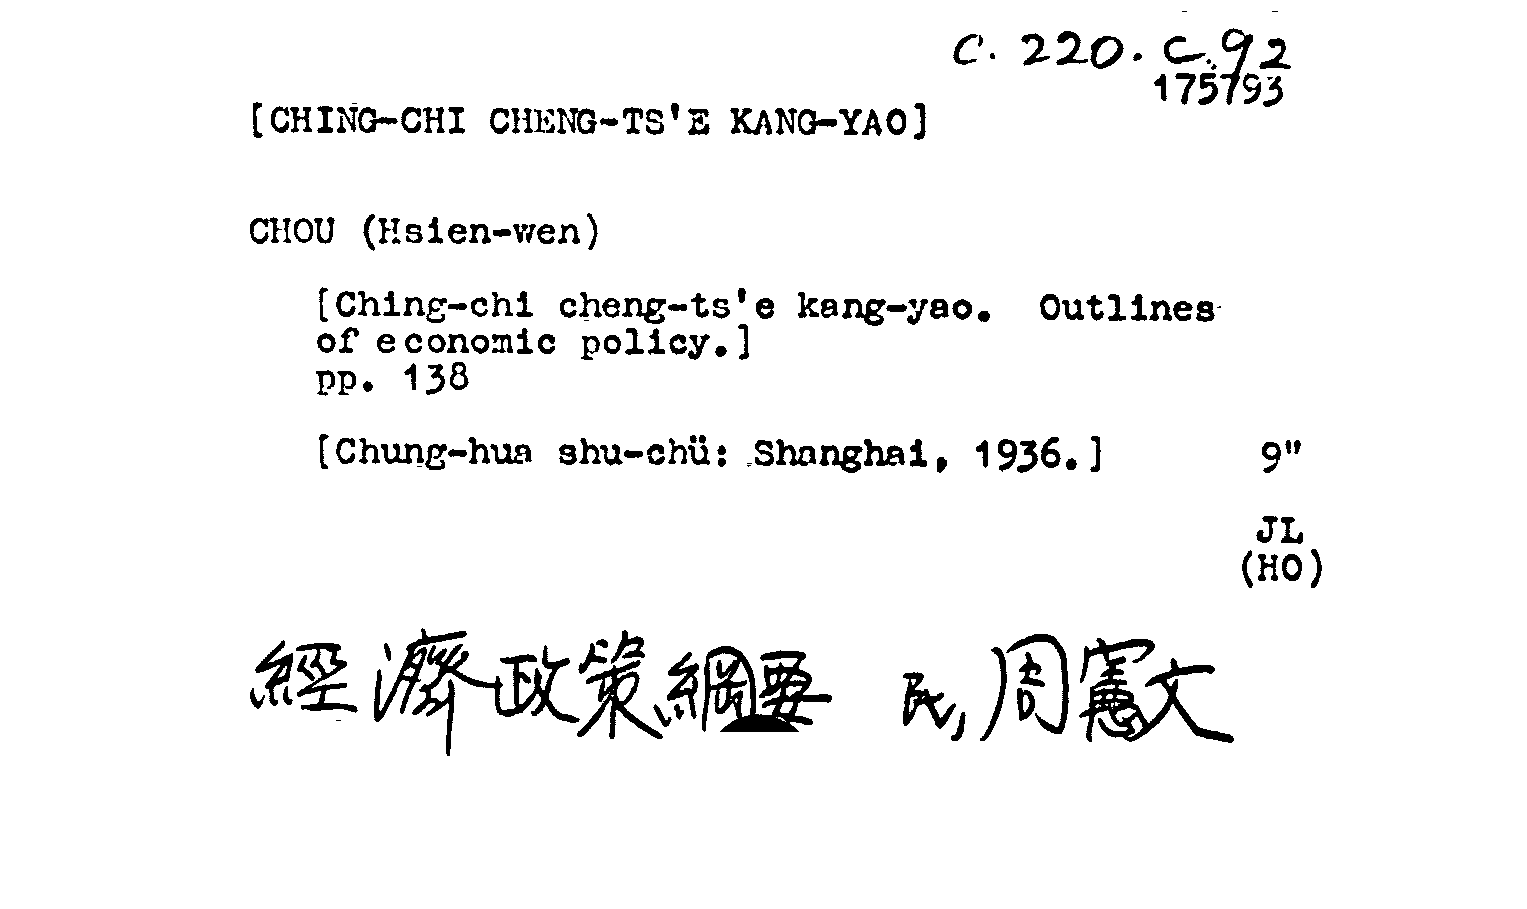 C. 220. C. 92
175793
[CHING-CHI CHENG-TS'E KANG-YAO]
CHOU (Hsien-wen)
[Ching-chi cheng-ts'e kang-yao. Outlines
of economic policy.]
pp. 138
[Chung-hua shu-chü: Shanghai, 1936.] 9"
JL
(HO)
經濟政策綱要 民, 周憲文